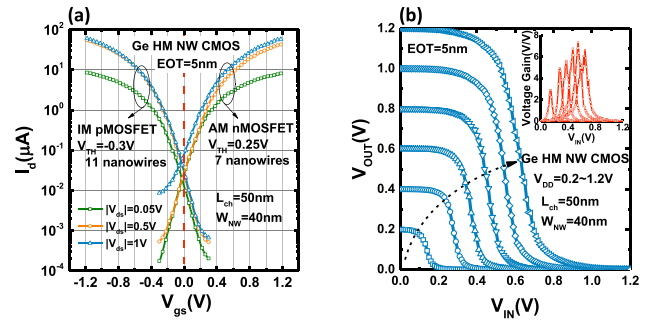 (a)
Ge HM NW CMOS
EOT=5nm
IM pMOSFET
V_TH=-0.3V
11 nanowires
AM nMOSFET
V_TH=0.25V
7 nanowires
L_ch=50nm
W_NW=40nm
|V_ds|=0.05V
|V_ds|=0.5V
|V_ds|=1V
I_d(μA)
10^2
10^1
10^0
10^-1
10^-2
10^-3
10^-4
-1.2 -0.8 -0.4 0.0 0.4 0.8 1.2
V_gs(V)
(b)
V_OUT(V)
1.2
1.0
0.8
0.6
0.4
0.2
0.0
Voltage Gain(V/V)
8
6
4
2
0
0.0 0.4 0.8 1.2
V_IN(V)
Ge HM NW CMOS
V_DD=0.2~1.2V
L_ch=50nm
W_NW=40nm
0.0 0.2 0.4 0.6 0.8 1.0 1.2
V_IN(V)